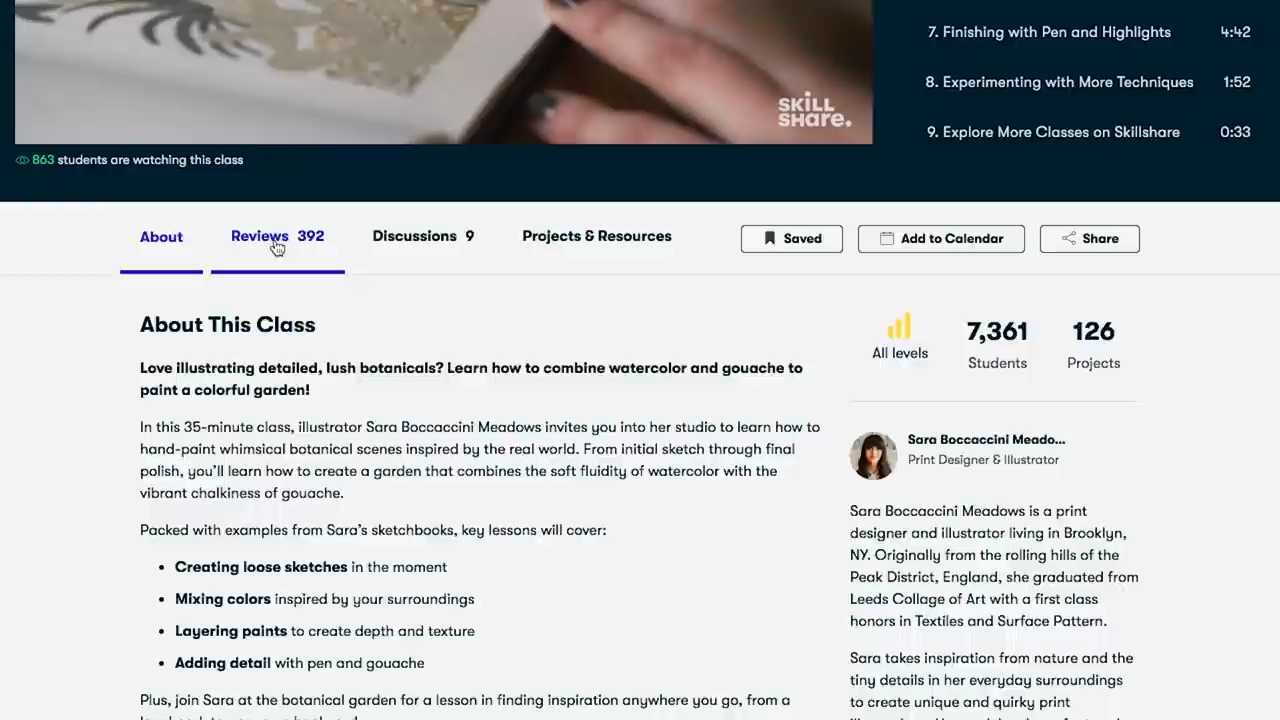 7. Finishing with Pen and Highlights 4:42
8. Experimenting with More Techniques 1:52
9. Explore More Classes on Skillshare 0:33
SKILL
SHARE.
863 students are watching this class
About Reviews 392 Discussions 9 Projects & Resources Saved Add to Calendar Share
About This Class
Love illustrating detailed, lush botanicals? Learn how to combine watercolor and gouache to
paint a colorful garden!
In this 35-minute class, illustrator Sara Boccaccini Meadows invites you into her studio to learn how to
hand-paint whimsical botanical scenes inspired by the real world. From initial sketch through final
polish, you'll learn how to create a garden that combines the soft fluidity of watercolor with the
vibrant chalkiness of gouache.
Packed with examples from Sara's sketchbooks, key lessons will cover:
• Creating loose sketches in the moment
• Mixing colors inspired by your surroundings
• Layering paints to create depth and texture
• Adding detail with pen and gouache
Plus, join Sara at the botanical garden for a lesson in finding inspiration anywhere you go, from a
All levels
7,361
Students
126
Projects
Sara Boccaccini Meado...
Print Designer & Illustrator
Sara Boccaccini Meadows is a print
designer and illustrator living in Brooklyn,
NY. Originally from the rolling hills of the
Peak District, England, she graduated from
Leeds Collage of Art with a first class
honors in Textiles and Surface Pattern.
Sara takes inspiration from nature and the
tiny details in her everyday surroundings
to create unique and quirky print